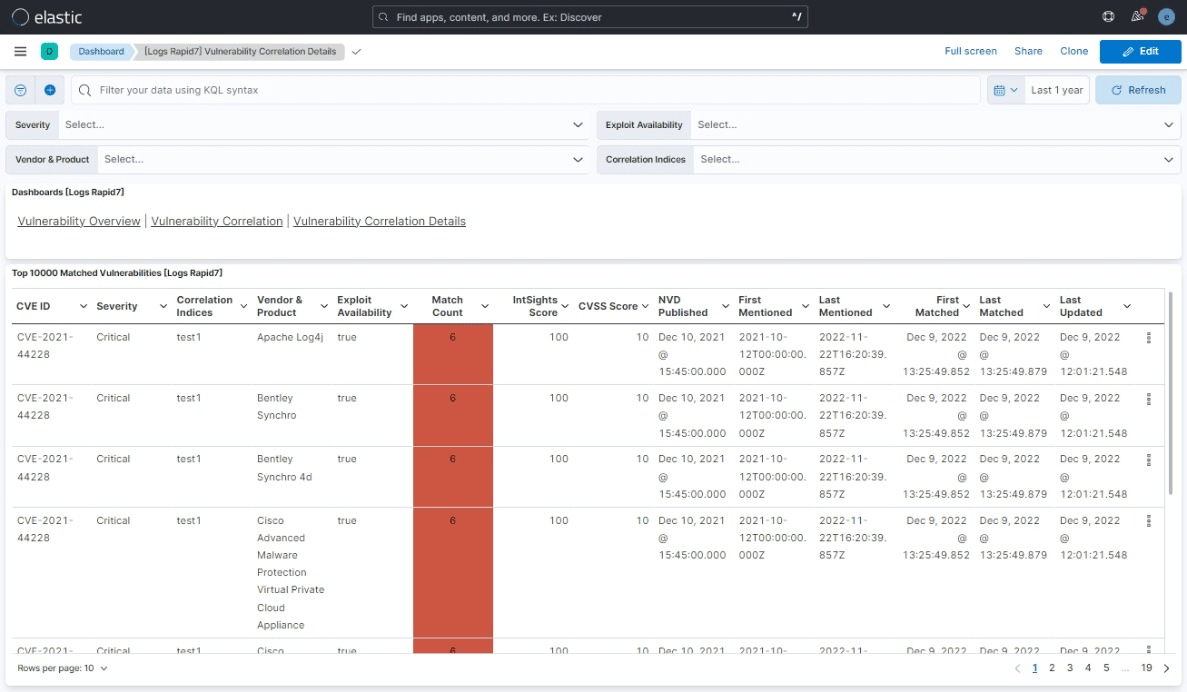 elastic
Find apps, content, and more. Ex: Discover
^/
e
D
Dashboard
[Logs Rapid7] Vulnerability Correlation Details
Full screen
Share
Clone
Edit
Filter your data using KQL syntax
Last 1 year
Refresh
Severity Select...
Exploit Availability Select...
Vendor & Product Select...
Correlation Indices Select...
Dashboards [Logs Rapid7]
Vulnerability Overview | Vulnerability Correlation | Vulnerability Correlation Details
Top 10000 Matched Vulnerabilities [Logs Rapid7]
Correlation Vendor & Exploit Match IntSights NVD First Last First Last Last
CVE ID Severity CVSS Score
Indices Product Availability Count Score Published Mentioned Mentioned Matched Matched Updated
CVE-2021- Critical test1 Apache Log4j true 6 100 10 Dec 10, 2021 2021-10- 2022-11- Dec 9, 2022 Dec 9, 2022 Dec 9, 2022
44228 @ 12T00:00:00. 22T16:20:39. @ @ @
15:45:00.000 000Z 857Z 13:25:49.852 13:25:49.879 12:01:21.548
CVE-2021- Critical test1 Bentley true 6 100 10 Dec 10, 2021 2021-10- 2022-11- Dec 9, 2022 Dec 9, 2022 Dec 9, 2022
44228 Synchro @ 12T00:00:00. 22T16:20:39. @ @ @
15:45:00.000 000Z 857Z 13:25:49.852 13:25:49.879 12:01:21.548
CVE-2021- Critical test1 Bentley true 6 100 10 Dec 10, 2021 2021-10- 2022-11- Dec 9, 2022 Dec 9, 2022 Dec 9, 2022
44228 Synchro 4d @ 12T00:00:00. 22T16:20:39. @ @ @
15:45:00.000 000Z 857Z 13:25:49.852 13:25:49.879 12:01:21.548
CVE-2021- Critical test1 Cisco true 6 100 10 Dec 10, 2021 2021-10- 2022-11- Dec 9, 2022 Dec 9, 2022 Dec 9, 2022
44228 Advanced @ 12T00:00:00. 22T16:20:39. @ @ @
Malware 15:45:00.000 000Z 857Z 13:25:49.852 13:25:49.879 12:01:21.548
Protection
Virtual Private
Cloud
Appliance
CVE-2021- Critical test1 Cisco true 6 100 10 Dec 10, 2021 2021-10- 2022-11- Dec 9, 2022 Dec 9, 2022 Dec 9, 2022
Rows per page: 10
1 2 3 4 5 ... 19